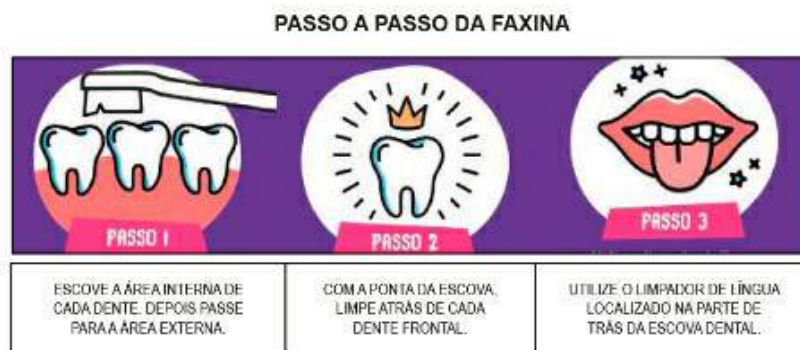 PASSO A PASSO DA FAXINA
PASSO 1
PASSO 2
PASSO 3
ESCOVE A ÁREA INTERNA DE
CADA DENTE. DEPOIS PASSE
PARA A ÁREA EXTERNA.
COM A PONTA DA ESCOVA,
LIMPE ATRÁS DE CADA
DENTE FRONTAL.
UTILIZE O LIMPADOR DE LÍNGUA
LOCALIZADO NA PARTE DE
TRÁS DA ESCOVA DENTAL.